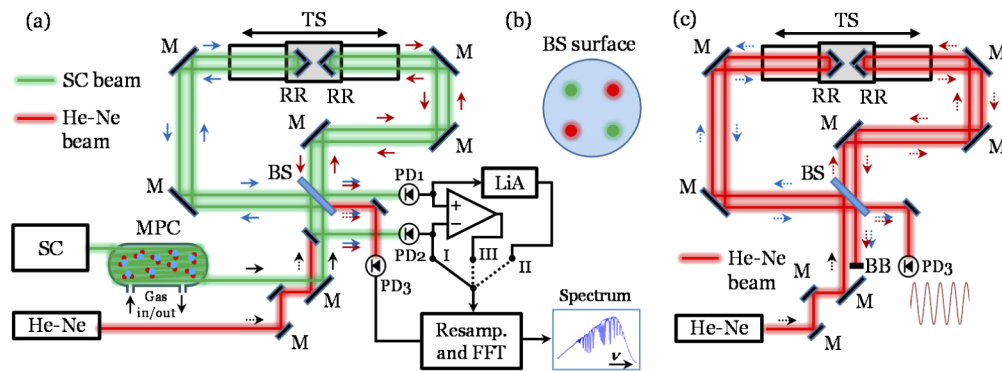 (a)
TS
M
M
RR
RR
SC beam
He-Ne
beam
M
M
M
BS
MPC
SC
Gas
in/out
He-Ne
M
M
PD1
PD2
PD3
LiA
+
−
I
III
II
Resamp.
and FFT
Spectrum
ν
(b)
BS surface
(c)
TS
M
M
RR
RR
M
M
M
BS
He-Ne
beam
BB
PD3
M
M
He-Ne
M